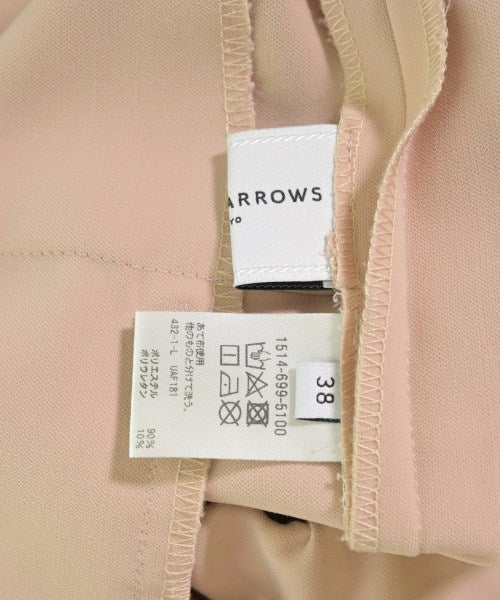 ARROWS
YO
1514-699-5100
38
あて布使用
他のものと分けて洗う。
432-1-L UAF181
ポリエステル 90%
ポリウレタン 10%